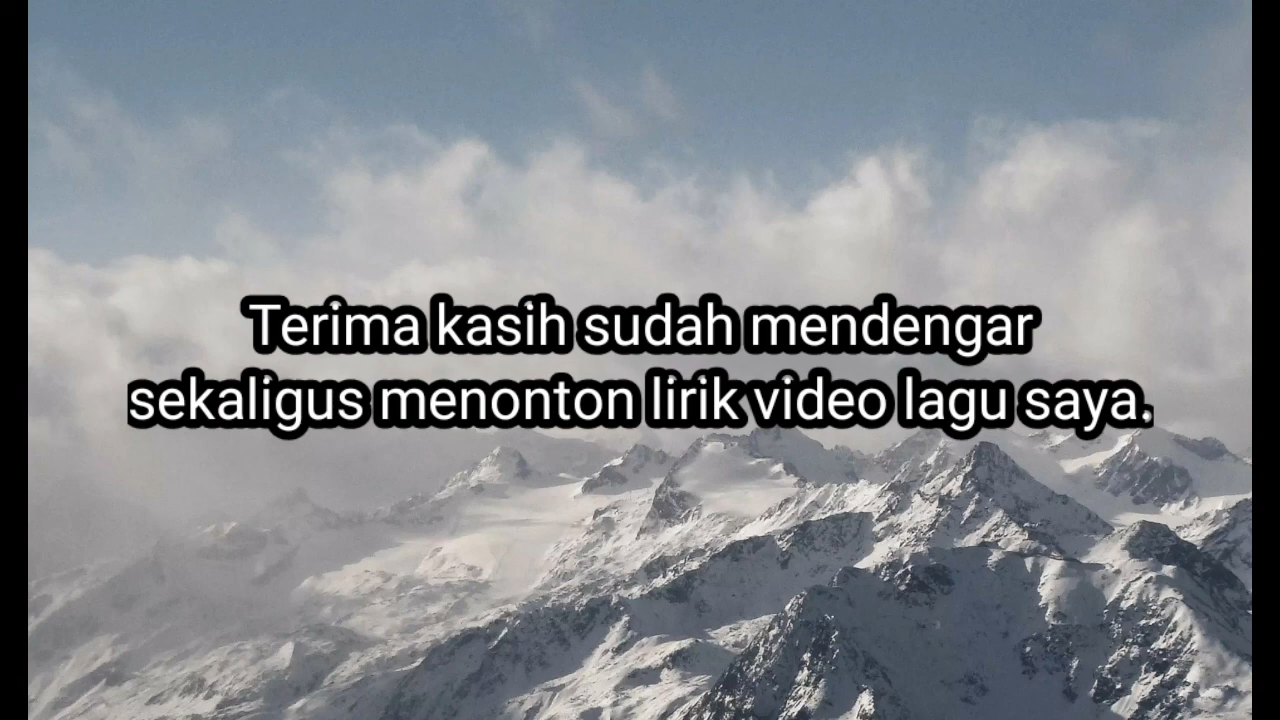 Terima kasih sudah mendengar
sekaligus menonton lirik video lagu saya.